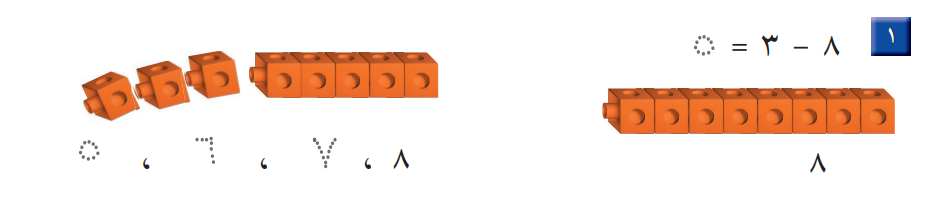 ١
٨ − ٣ = ٥
٨
٨ ، ٧ ، ٦ ، ٥